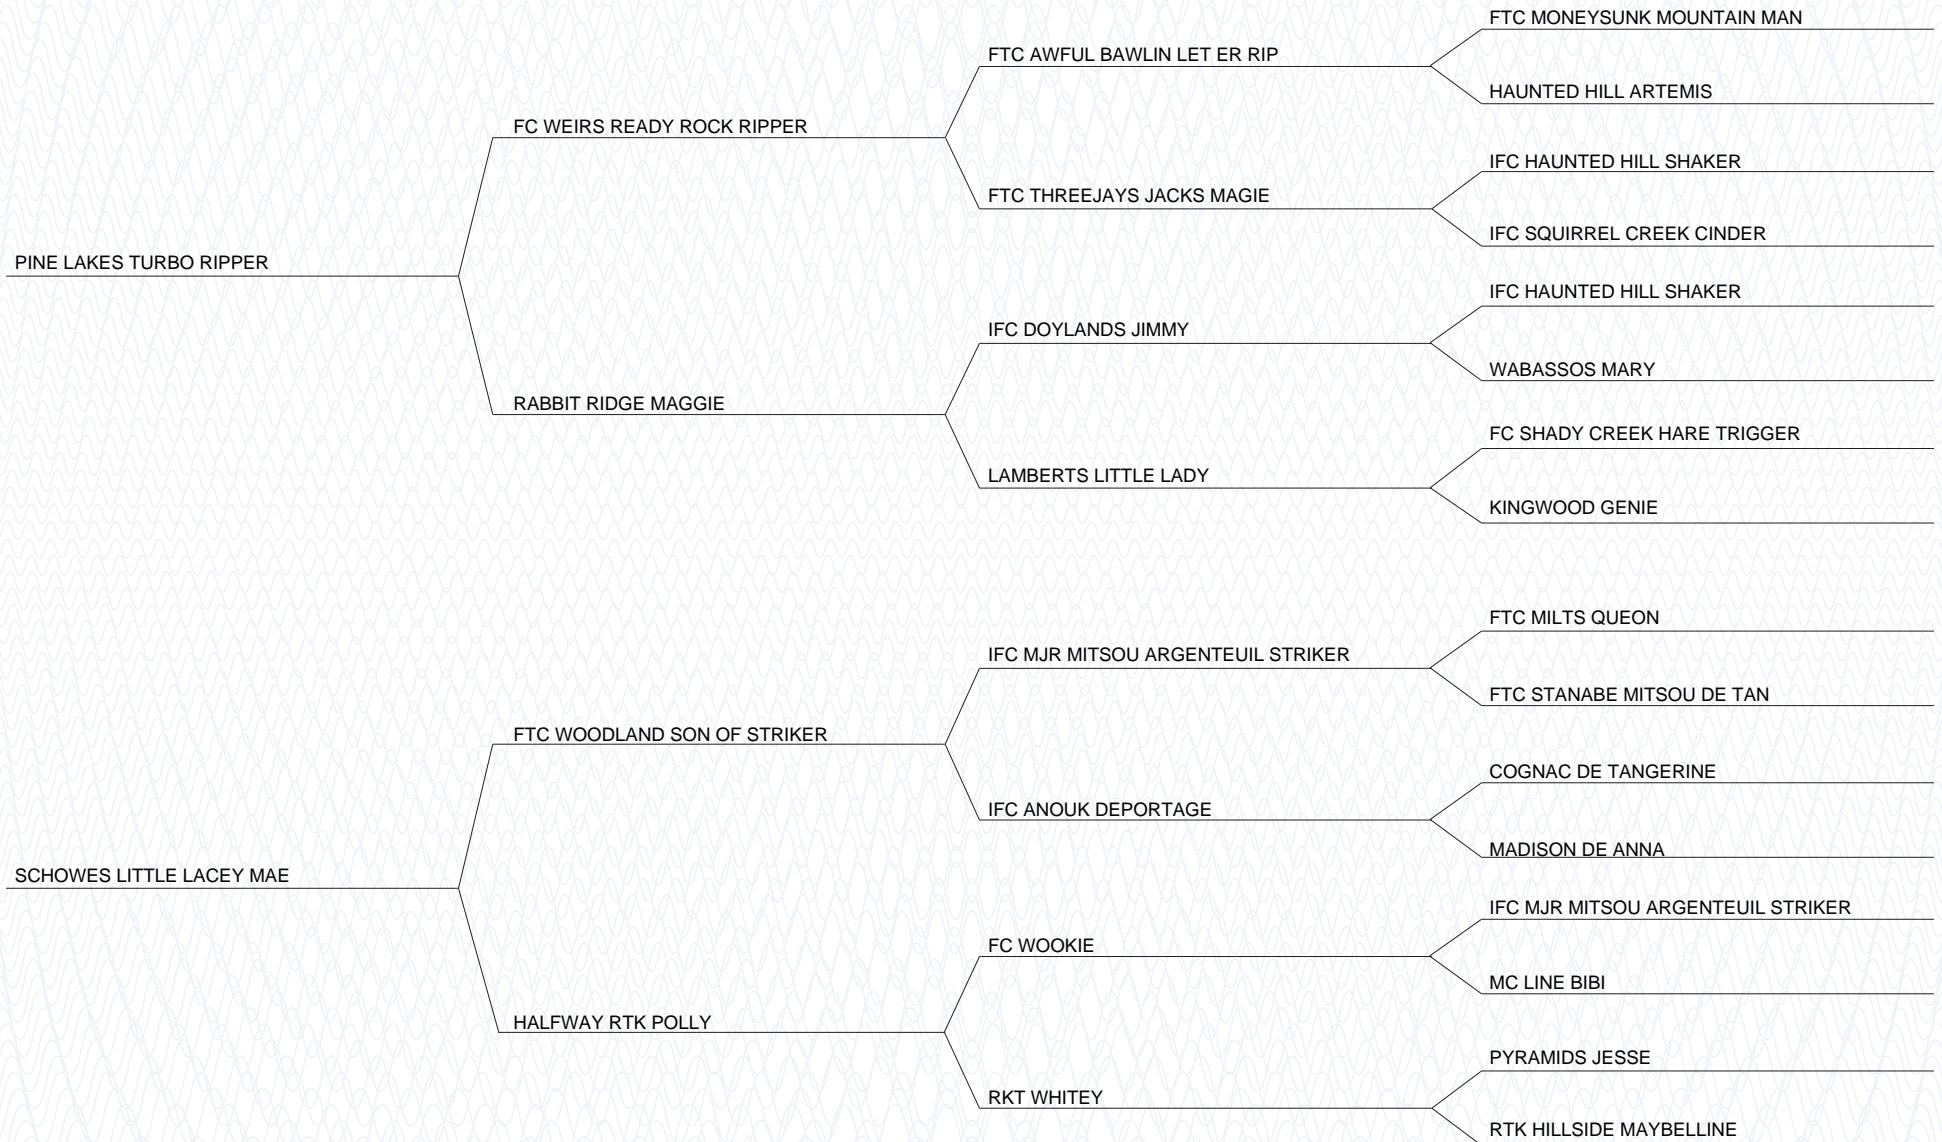 FTC MONEYSUNK MOUNTAIN MAN
FTC AWFUL BAWLIN LET ER RIP
HAUNTED HILL ARTEMIS
FC WEIRS READY ROCK RIPPER
IFC HAUNTED HILL SHAKER
FTC THREEJAYS JACKS MAGIE
IFC SQUIRREL CREEK CINDER
PINE LAKES TURBO RIPPER
IFC HAUNTED HILL SHAKER
IFC DOYLANDS JIMMY
WABASSOS MARY
RABBIT RIDGE MAGGIE
FC SHADY CREEK HARE TRIGGER
LAMBERTS LITTLE LADY
KINGWOOD GENIE
FTC MILTS QUEON
IFC MJR MITSOU ARGENTEUIL STRIKER
FTC STANABE MITSOU DE TAN
FTC WOODLAND SON OF STRIKER
COGNAC DE TANGERINE
IFC ANOUK DEPORTAGE
MADISON DE ANNA
SCHOWES LITTLE LACEY MAE
IFC MJR MITSOU ARGENTEUIL STRIKER
FC WOOKIE
MC LINE BIBI
HALFWAY RTK POLLY
PYRAMIDS JESSE
RKT WHITEY
RTK HILLSIDE MAYBELLINE